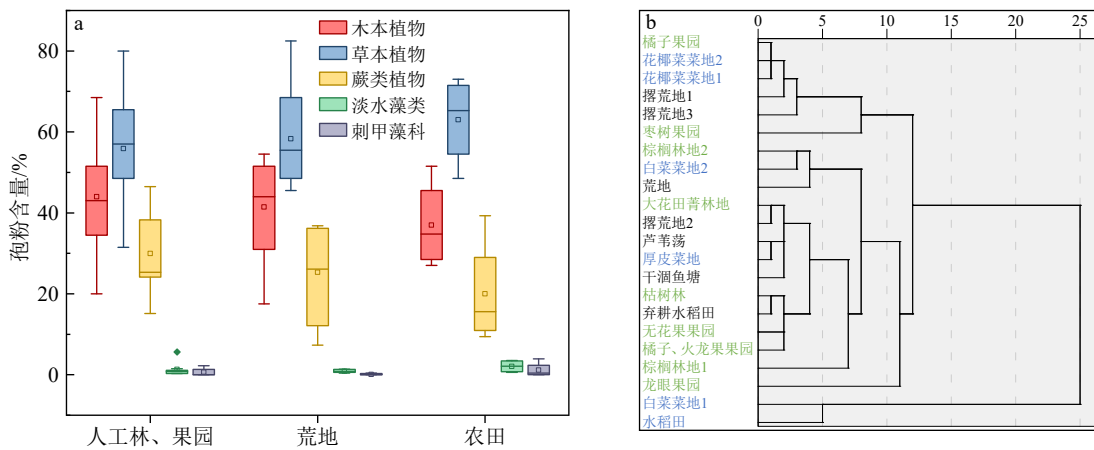 a
80
60
40
20
0
孢粉含量/%
木本植物
草本植物
蕨类植物
淡水藻类
刺甲藻科
人工林、果园
荒地
农田
b
0 5 10 15 20 25
橘子果园
花椰菜菜地2
花椰菜菜地1
撂荒地1
撂荒地3
枣树果园
棕榈林地2
白菜菜地2
荒地
大花田菁林地
撂荒地2
芦苇荡
厚皮菜地
干涸鱼塘
枯树林
弃耕水稻田
无花果果园
橘子、火龙果果园
棕榈林地1
龙眼果园
白菜菜地1
水稻田